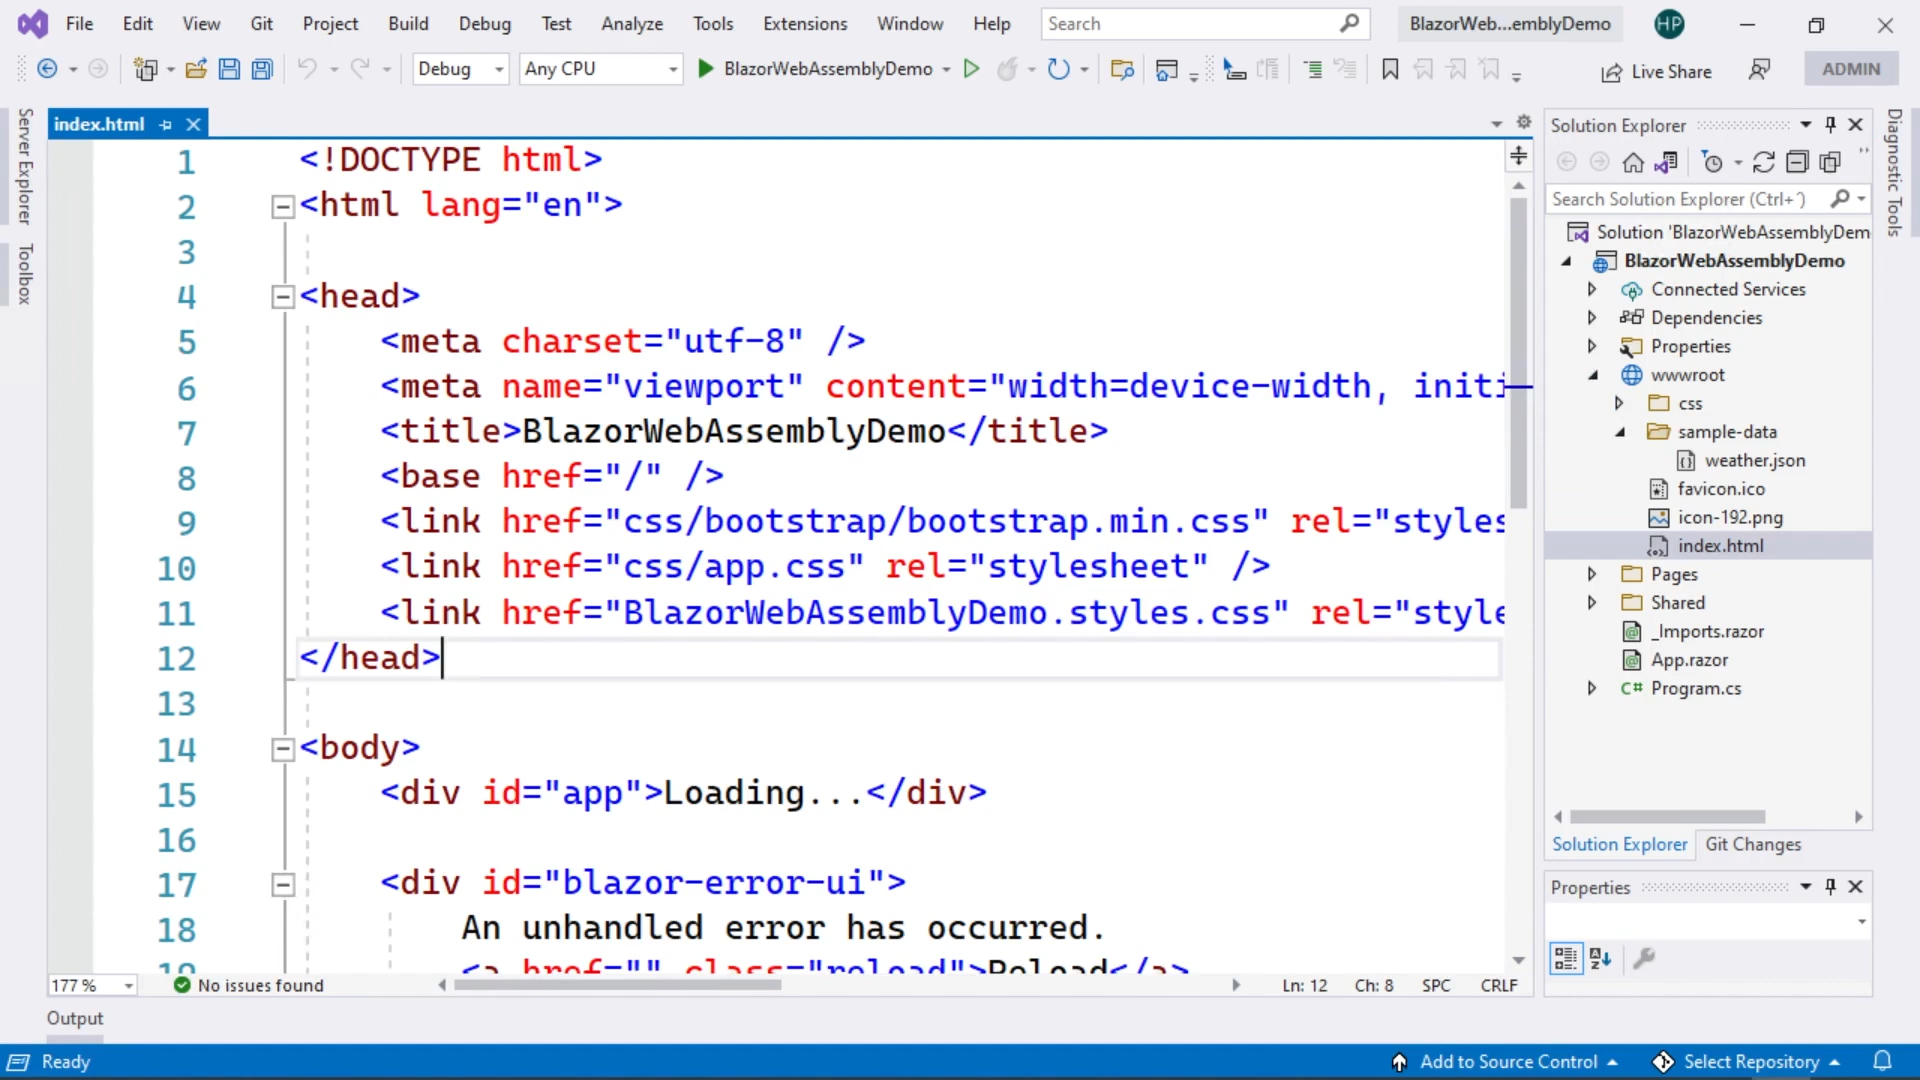 File Edit View Git Project Build Debug Test Analyze Tools Extensions Window Help Search BlazorWeb...emblyDemo HP
Debug Any CPU BlazorWebAssemblyDemo Live Share ADMIN
Server Explorer
Toolbox
index.html
1 <!DOCTYPE html>
2 <html lang="en">
3
4 <head>
5 <meta charset="utf-8" />
6 <meta name="viewport" content="width=device-width, initi
7 <title>BlazorWebAssemblyDemo</title>
8 <base href="/" />
9 <link href="css/bootstrap/bootstrap.min.css" rel="styles
10 <link href="css/app.css" rel="stylesheet" />
11 <link href="BlazorWebAssemblyDemo.styles.css" rel="style
12 </head>
13
14 <body>
15 <div id="app">Loading...</div>
16
17 <div id="blazor-error-ui">
18 An unhandled error has occurred.
19 <a href="" class="reload">Reload</a>
177 % No issues found Ln: 12 Ch: 8 SPC CRLF
Output
Solution Explorer
Search Solution Explorer (Ctrl+´)
Solution 'BlazorWebAssemblyDem
BlazorWebAssemblyDemo
Connected Services
Dependencies
Properties
wwwroot
css
sample-data
weather.json
favicon.ico
icon-192.png
index.html
Pages
Shared
_Imports.razor
App.razor
C# Program.cs
Solution Explorer Git Changes
Properties
Diagnostic Tools
Ready Add to Source Control Select Repository